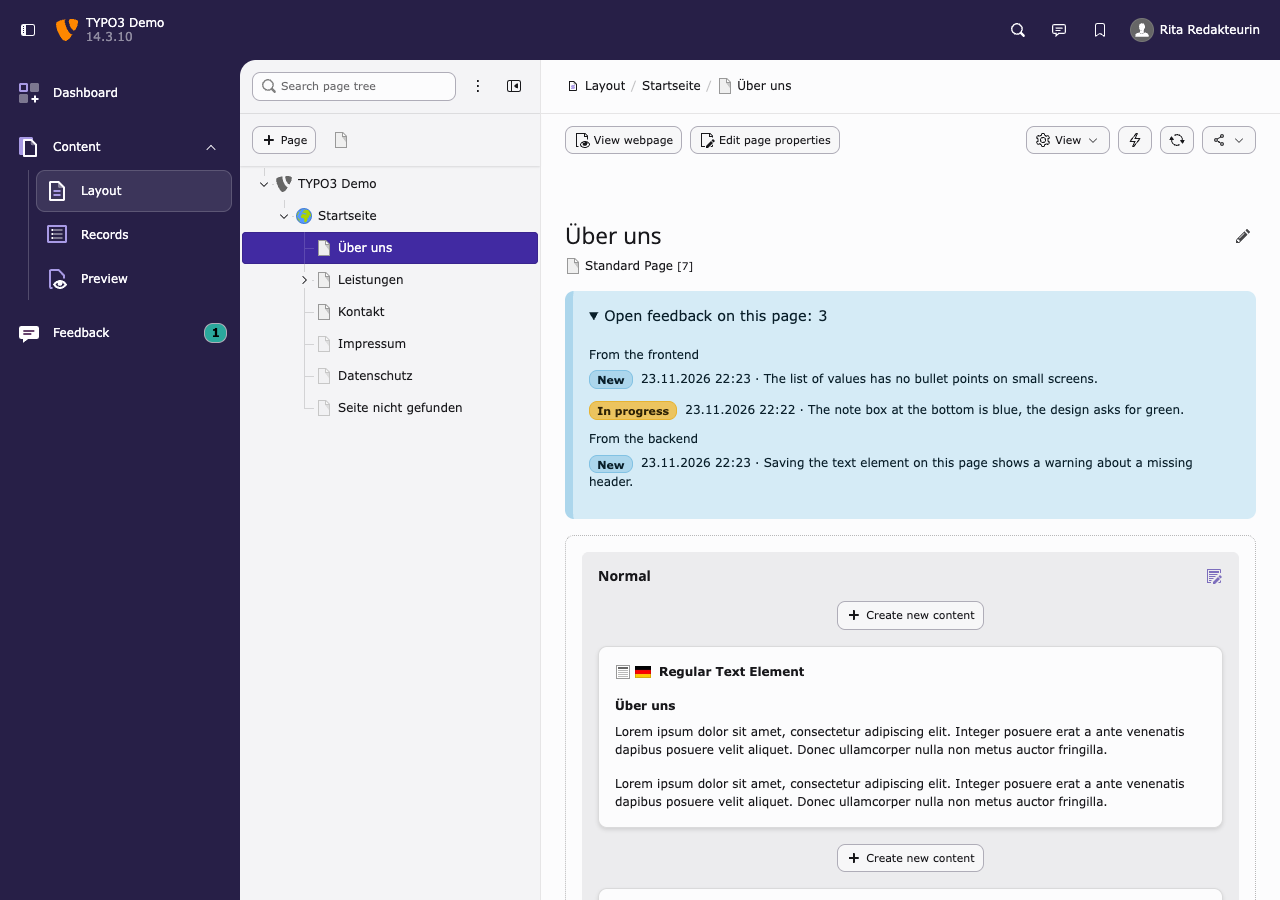 TYPO3 Demo
14.3.10
Rita Redakteurin
Dashboard
Content
Layout
Records
Preview
Feedback
1
Search page tree
Page
TYPO3 Demo
Startseite
Über uns
Leistungen
Kontakt
Impressum
Datenschutz
Seite nicht gefunden
Layout / Startseite / Über uns
View webpage
Edit page properties
View
Über uns
Standard Page [7]
Open feedback on this page: 3
From the frontend
New 23.11.2026 22:23 · The list of values has no bullet points on small screens.
In progress 23.11.2026 22:22 · The note box at the bottom is blue, the design asks for green.
From the backend
New 23.11.2026 22:23 · Saving the text element on this page shows a warning about a missing
header.
Normal
Create new content
Regular Text Element
Über uns
Lorem ipsum dolor sit amet, consectetur adipiscing elit. Integer posuere erat a ante venenatis
dapibus posuere velit aliquet. Donec ullamcorper nulla non metus auctor fringilla.
Lorem ipsum dolor sit amet, consectetur adipiscing elit. Integer posuere erat a ante venenatis
dapibus posuere velit aliquet. Donec ullamcorper nulla non metus auctor fringilla.
Create new content